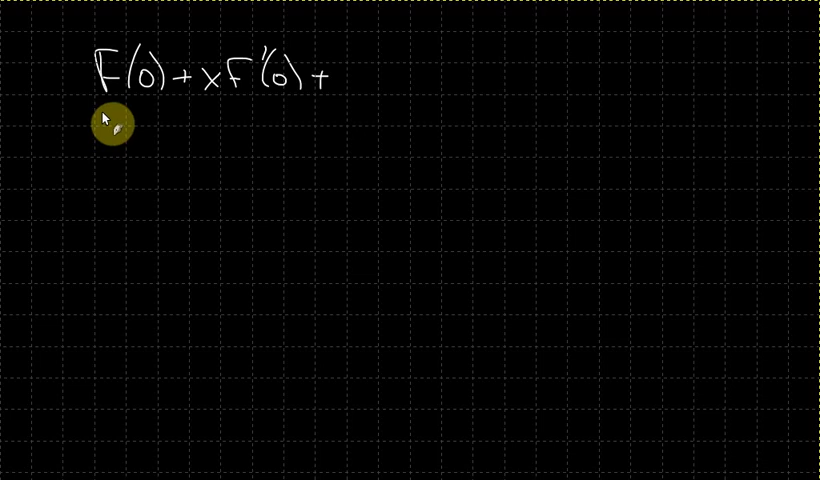 F(0) + xF'(0) +